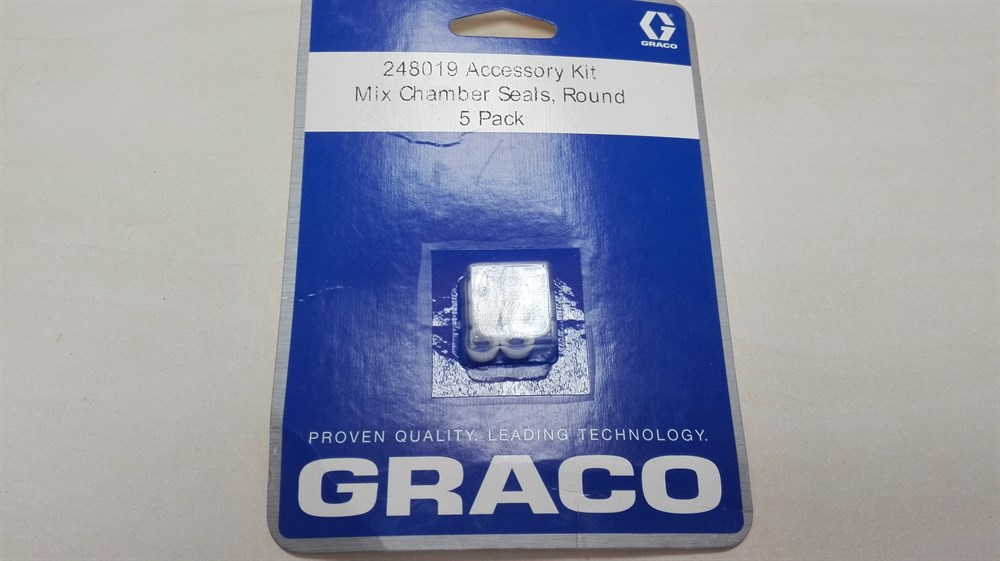 GRACO
248019 Accessory Kit
Mix Chamber Seals, Round
5 Pack
PROVEN QUALITY. LEADING TECHNOLOGY.
GRACO